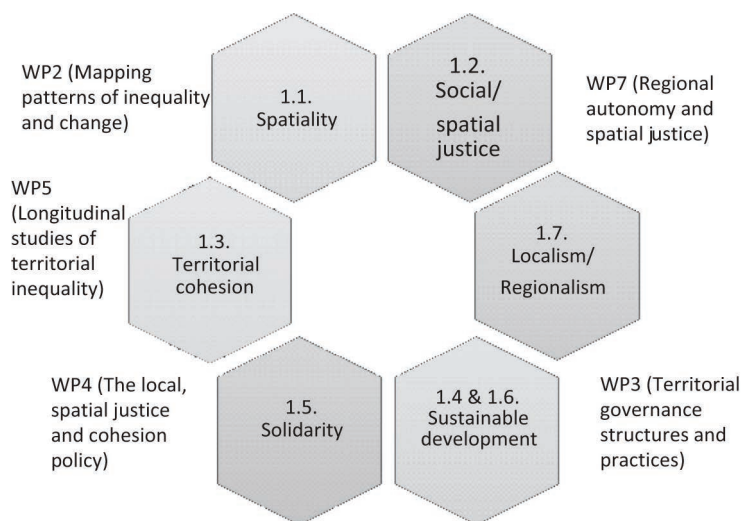 WP2 (Mapping
patterns of inequality
and change)
1.1.
Spatiality
1.2.
Social/
spatial
justice
WP7 (Regional
autonomy and
spatial justice)
WP5
(Longitudinal
studies of
territorial
inequality)
1.3.
Territorial
cohesion
1.7.
Localism/
Regionalism
WP4 (The local,
spatial justice
and cohesion
policy)
1.5.
Solidarity
1.4 & 1.6.
Sustainable
development
WP3 (Territorial
governance
structures and
practices)